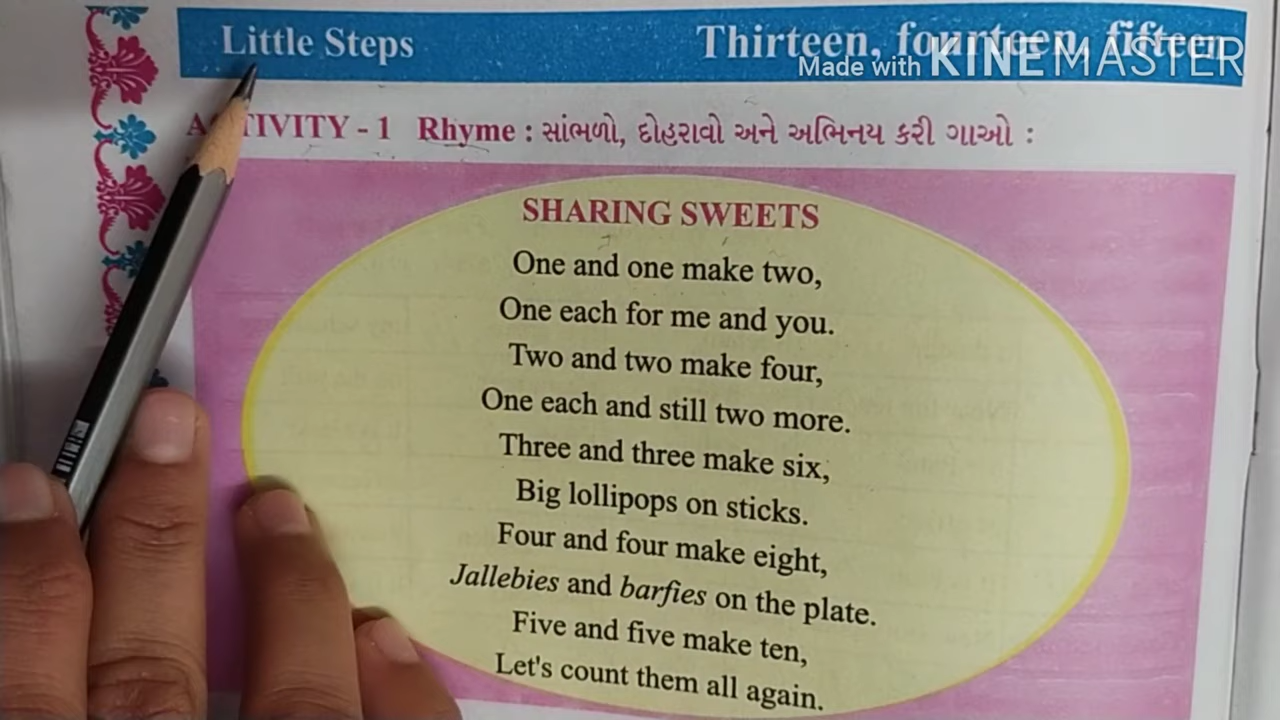 Little Steps
Thirteen, fourteen, fifteen
Made with KINEMASTER
ACTIVITY - 1 Rhyme : સાંભળો, દોહરાવો અને અભિનય કરી ગાઓ :
SHARING SWEETS
One and one make two,
One each for me and you.
Two and two make four,
One each and still two more.
Three and three make six,
Big lollipops on sticks.
Four and four make eight,
Jallebies and barfies on the plate.
Five and five make ten,
Let's count them all again.